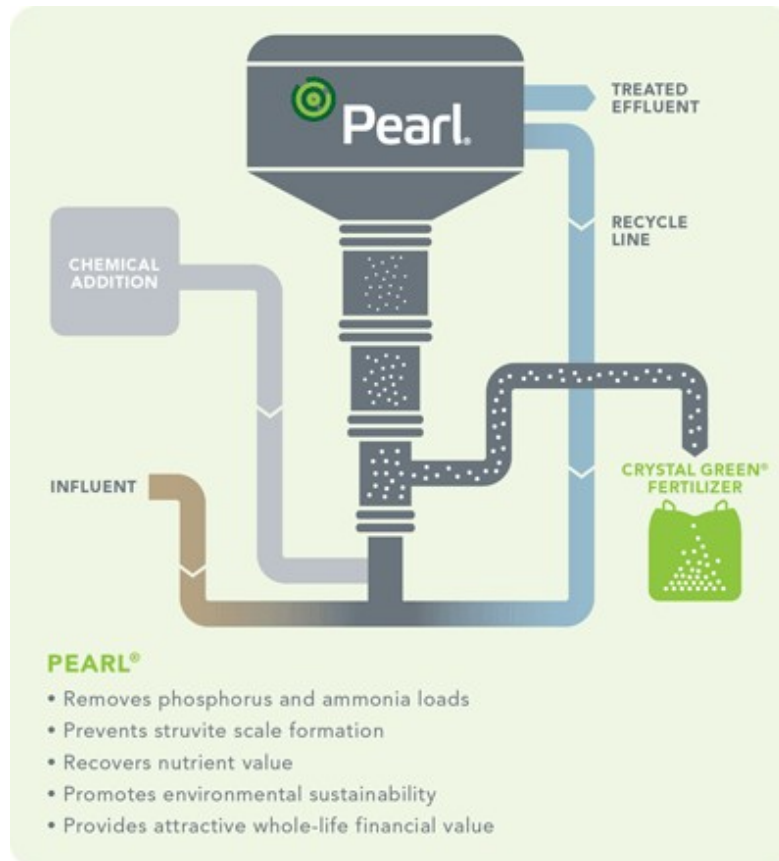 Pearl®
TREATED
EFFLUENT
RECYCLE
LINE
CHEMICAL
ADDITION
INFLUENT
CRYSTAL GREEN®
FERTILIZER
PEARL®
• Removes phosphorus and ammonia loads
• Prevents struvite scale formation
• Recovers nutrient value
• Promotes environmental sustainability
• Provides attractive whole-life financial value